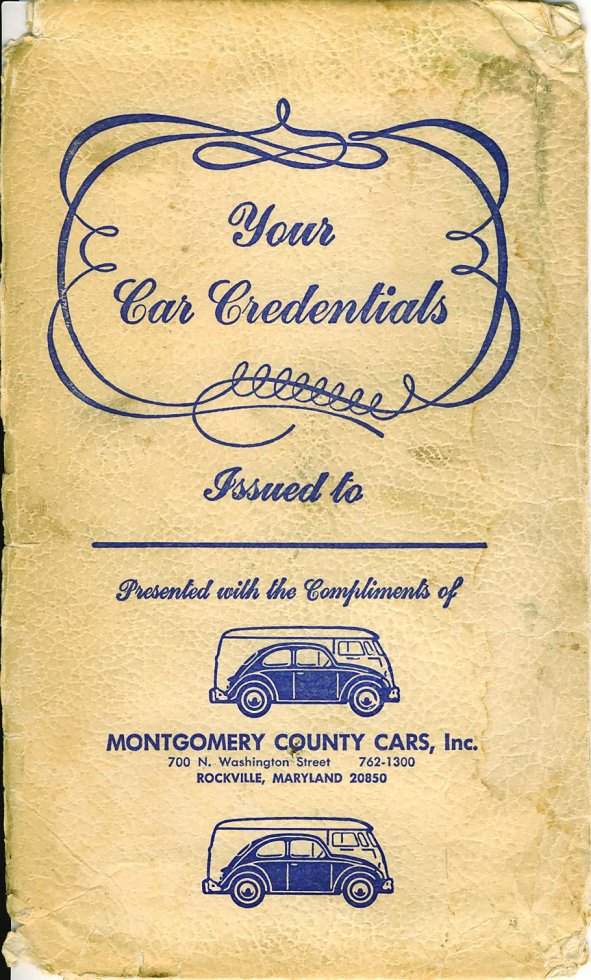 Your
Car Credentials
Issued to
Presented with the Compliments of
MONTGOMERY COUNTY CARS, Inc.
700 N. Washington Street 762-1300
ROCKVILLE, MARYLAND 20850